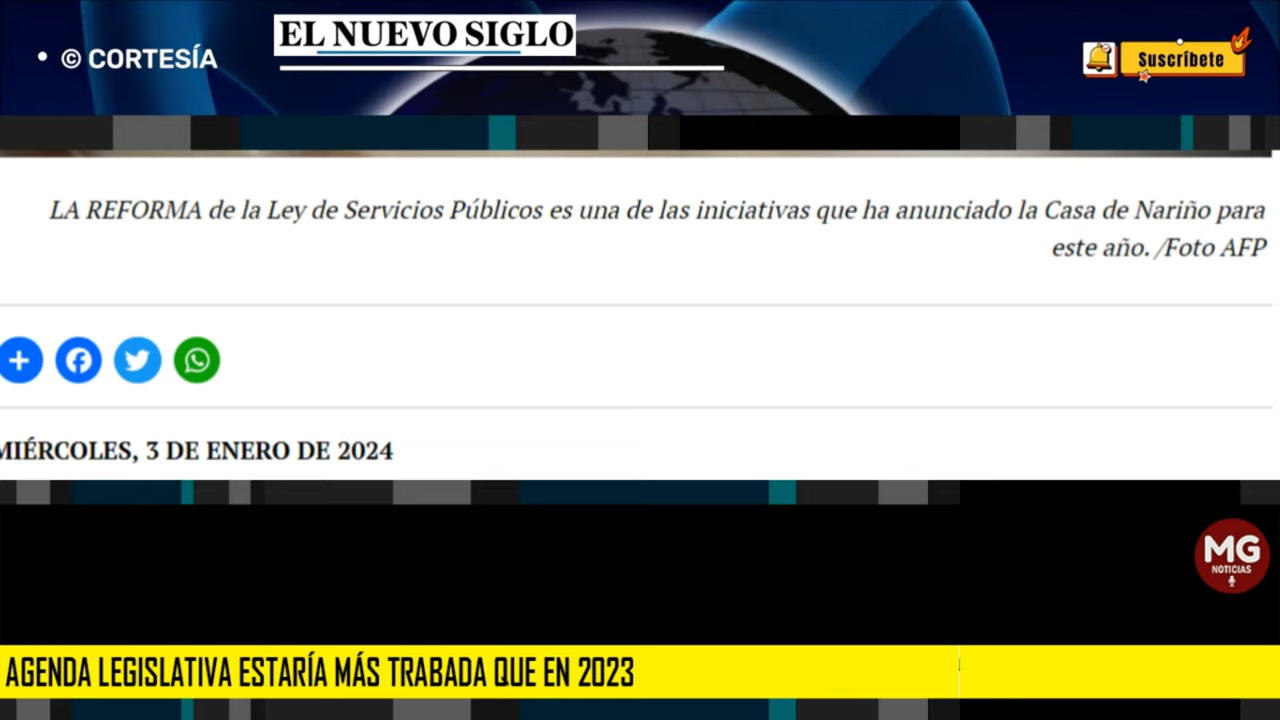 • © CORTESÍA
EL NUEVO SIGLO
Suscríbete
LA REFORMA de la Ley de Servicios Públicos es una de las iniciativas que ha anunciado la Casa de Nariño para
este año. /Foto AFP
MIÉRCOLES, 3 DE ENERO DE 2024
MG
NOTICIAS
AGENDA LEGISLATIVA ESTARÍA MÁS TRABADA QUE EN 2023